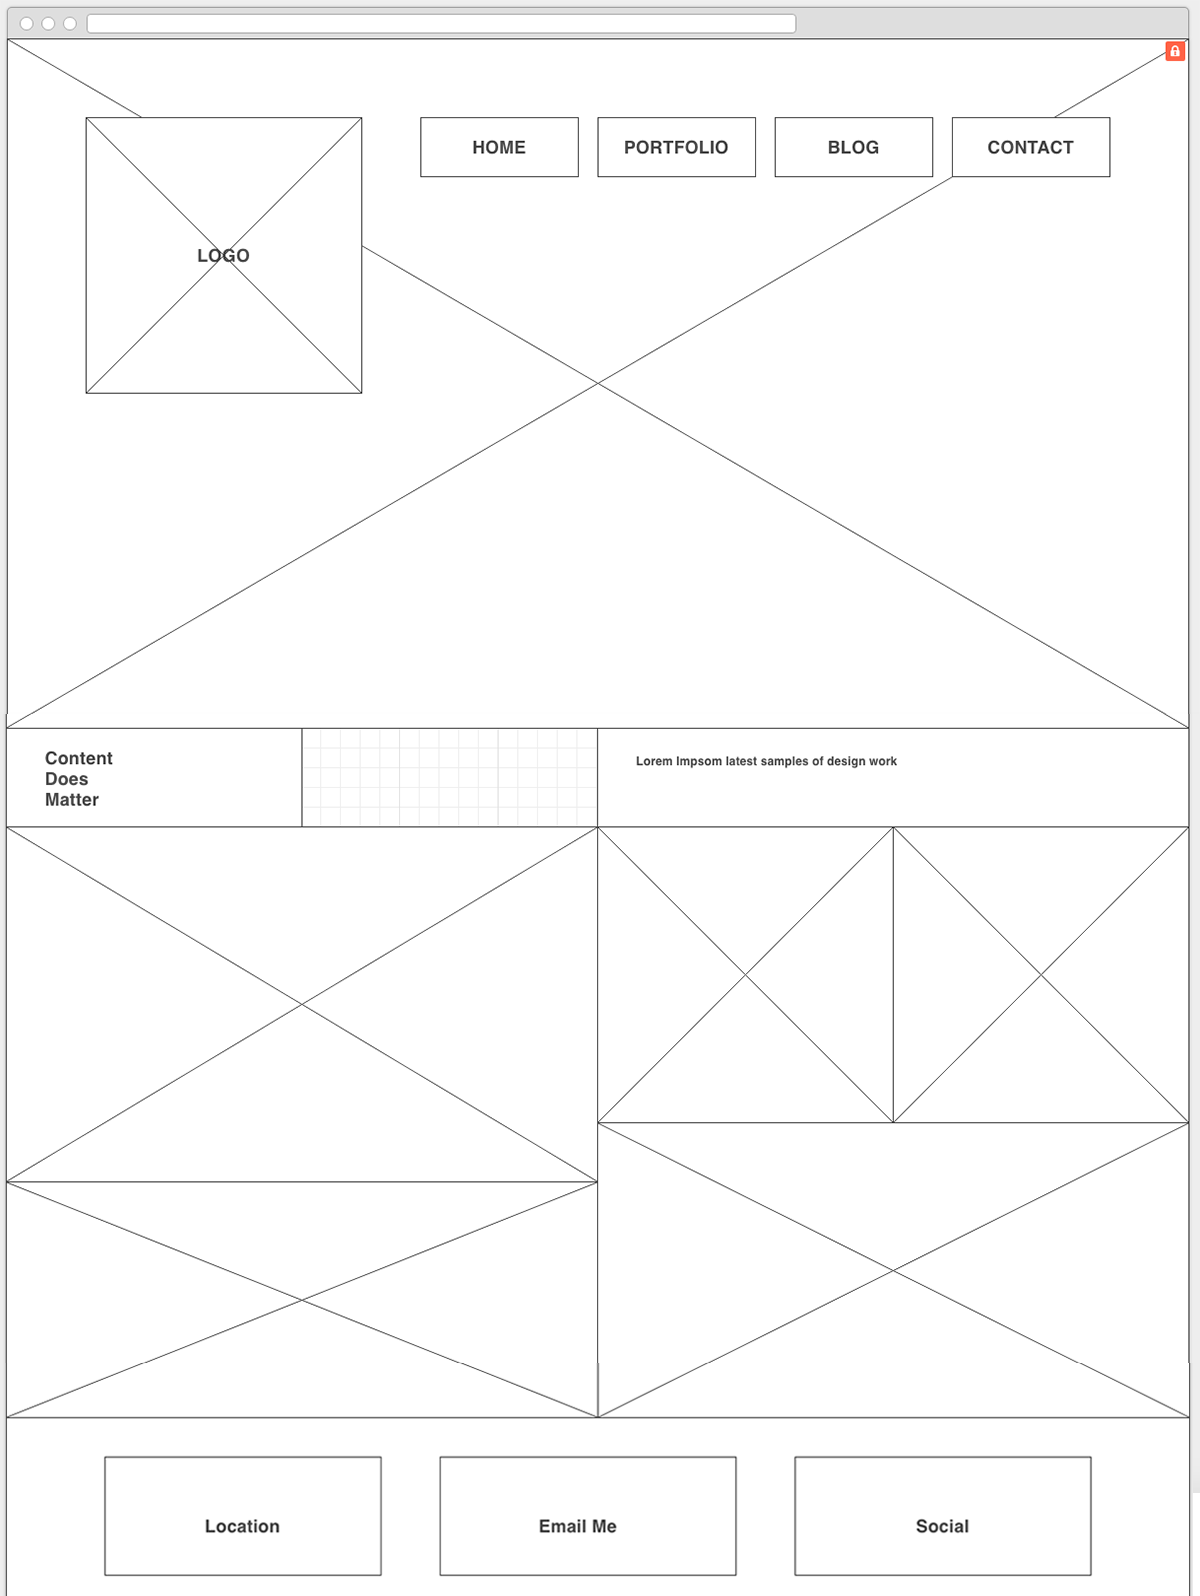 HOME
PORTFOLIO
BLOG
CONTACT
LOGO
Content
Does
Matter
Lorem Impsom latest samples of design work
Location
Email Me
Social